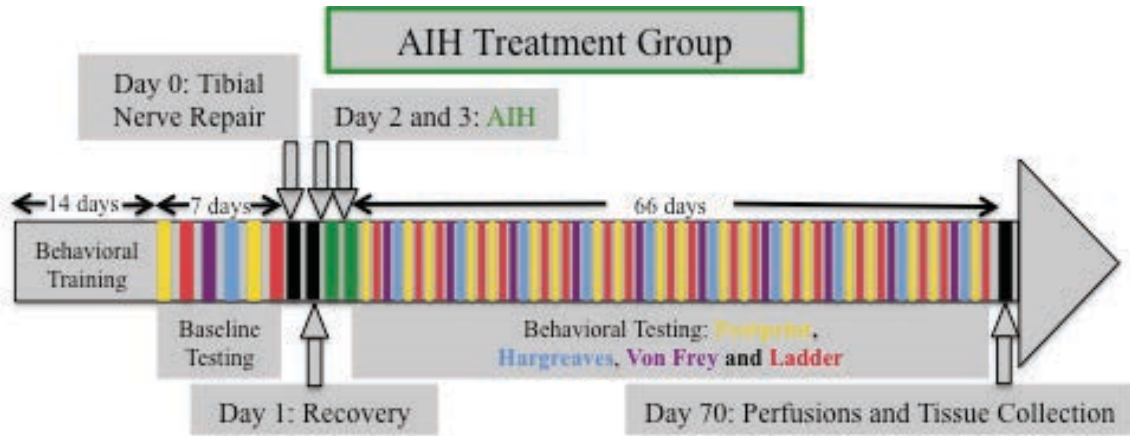 AIH Treatment Group
Day 0: Tibial
Nerve Repair
Day 2 and 3: AIH
14 days
7 days
66 days
Behavioral
Training
Baseline
Testing
Behavioral Testing: Footprint,
Hargreaves, Von Frey and Ladder
Day 1: Recovery
Day 70: Perfusions and Tissue Collection